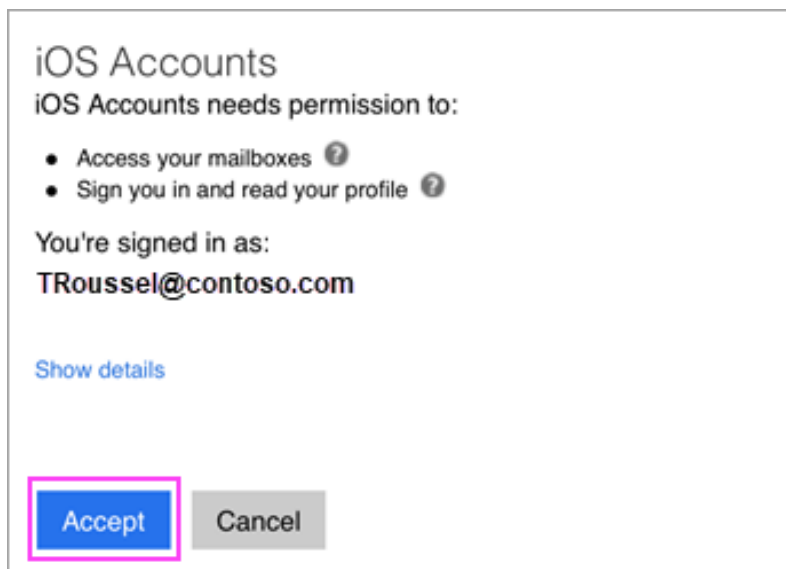 iOS Accounts
iOS Accounts needs permission to:
• Access your mailboxes ?
• Sign you in and read your profile ?
You're signed in as:
TRoussel@contoso.com
Show details
Accept Cancel